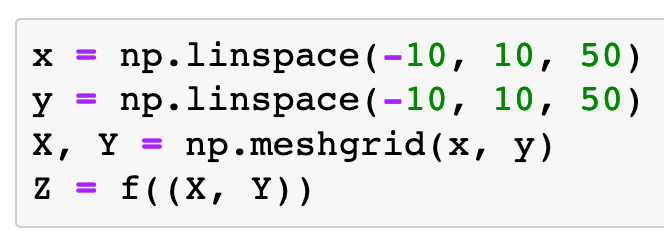 x = np.linspace(-10, 10, 50)
y = np.linspace(-10, 10, 50)
X, Y = np.meshgrid(x, y)
Z = f((X, Y))